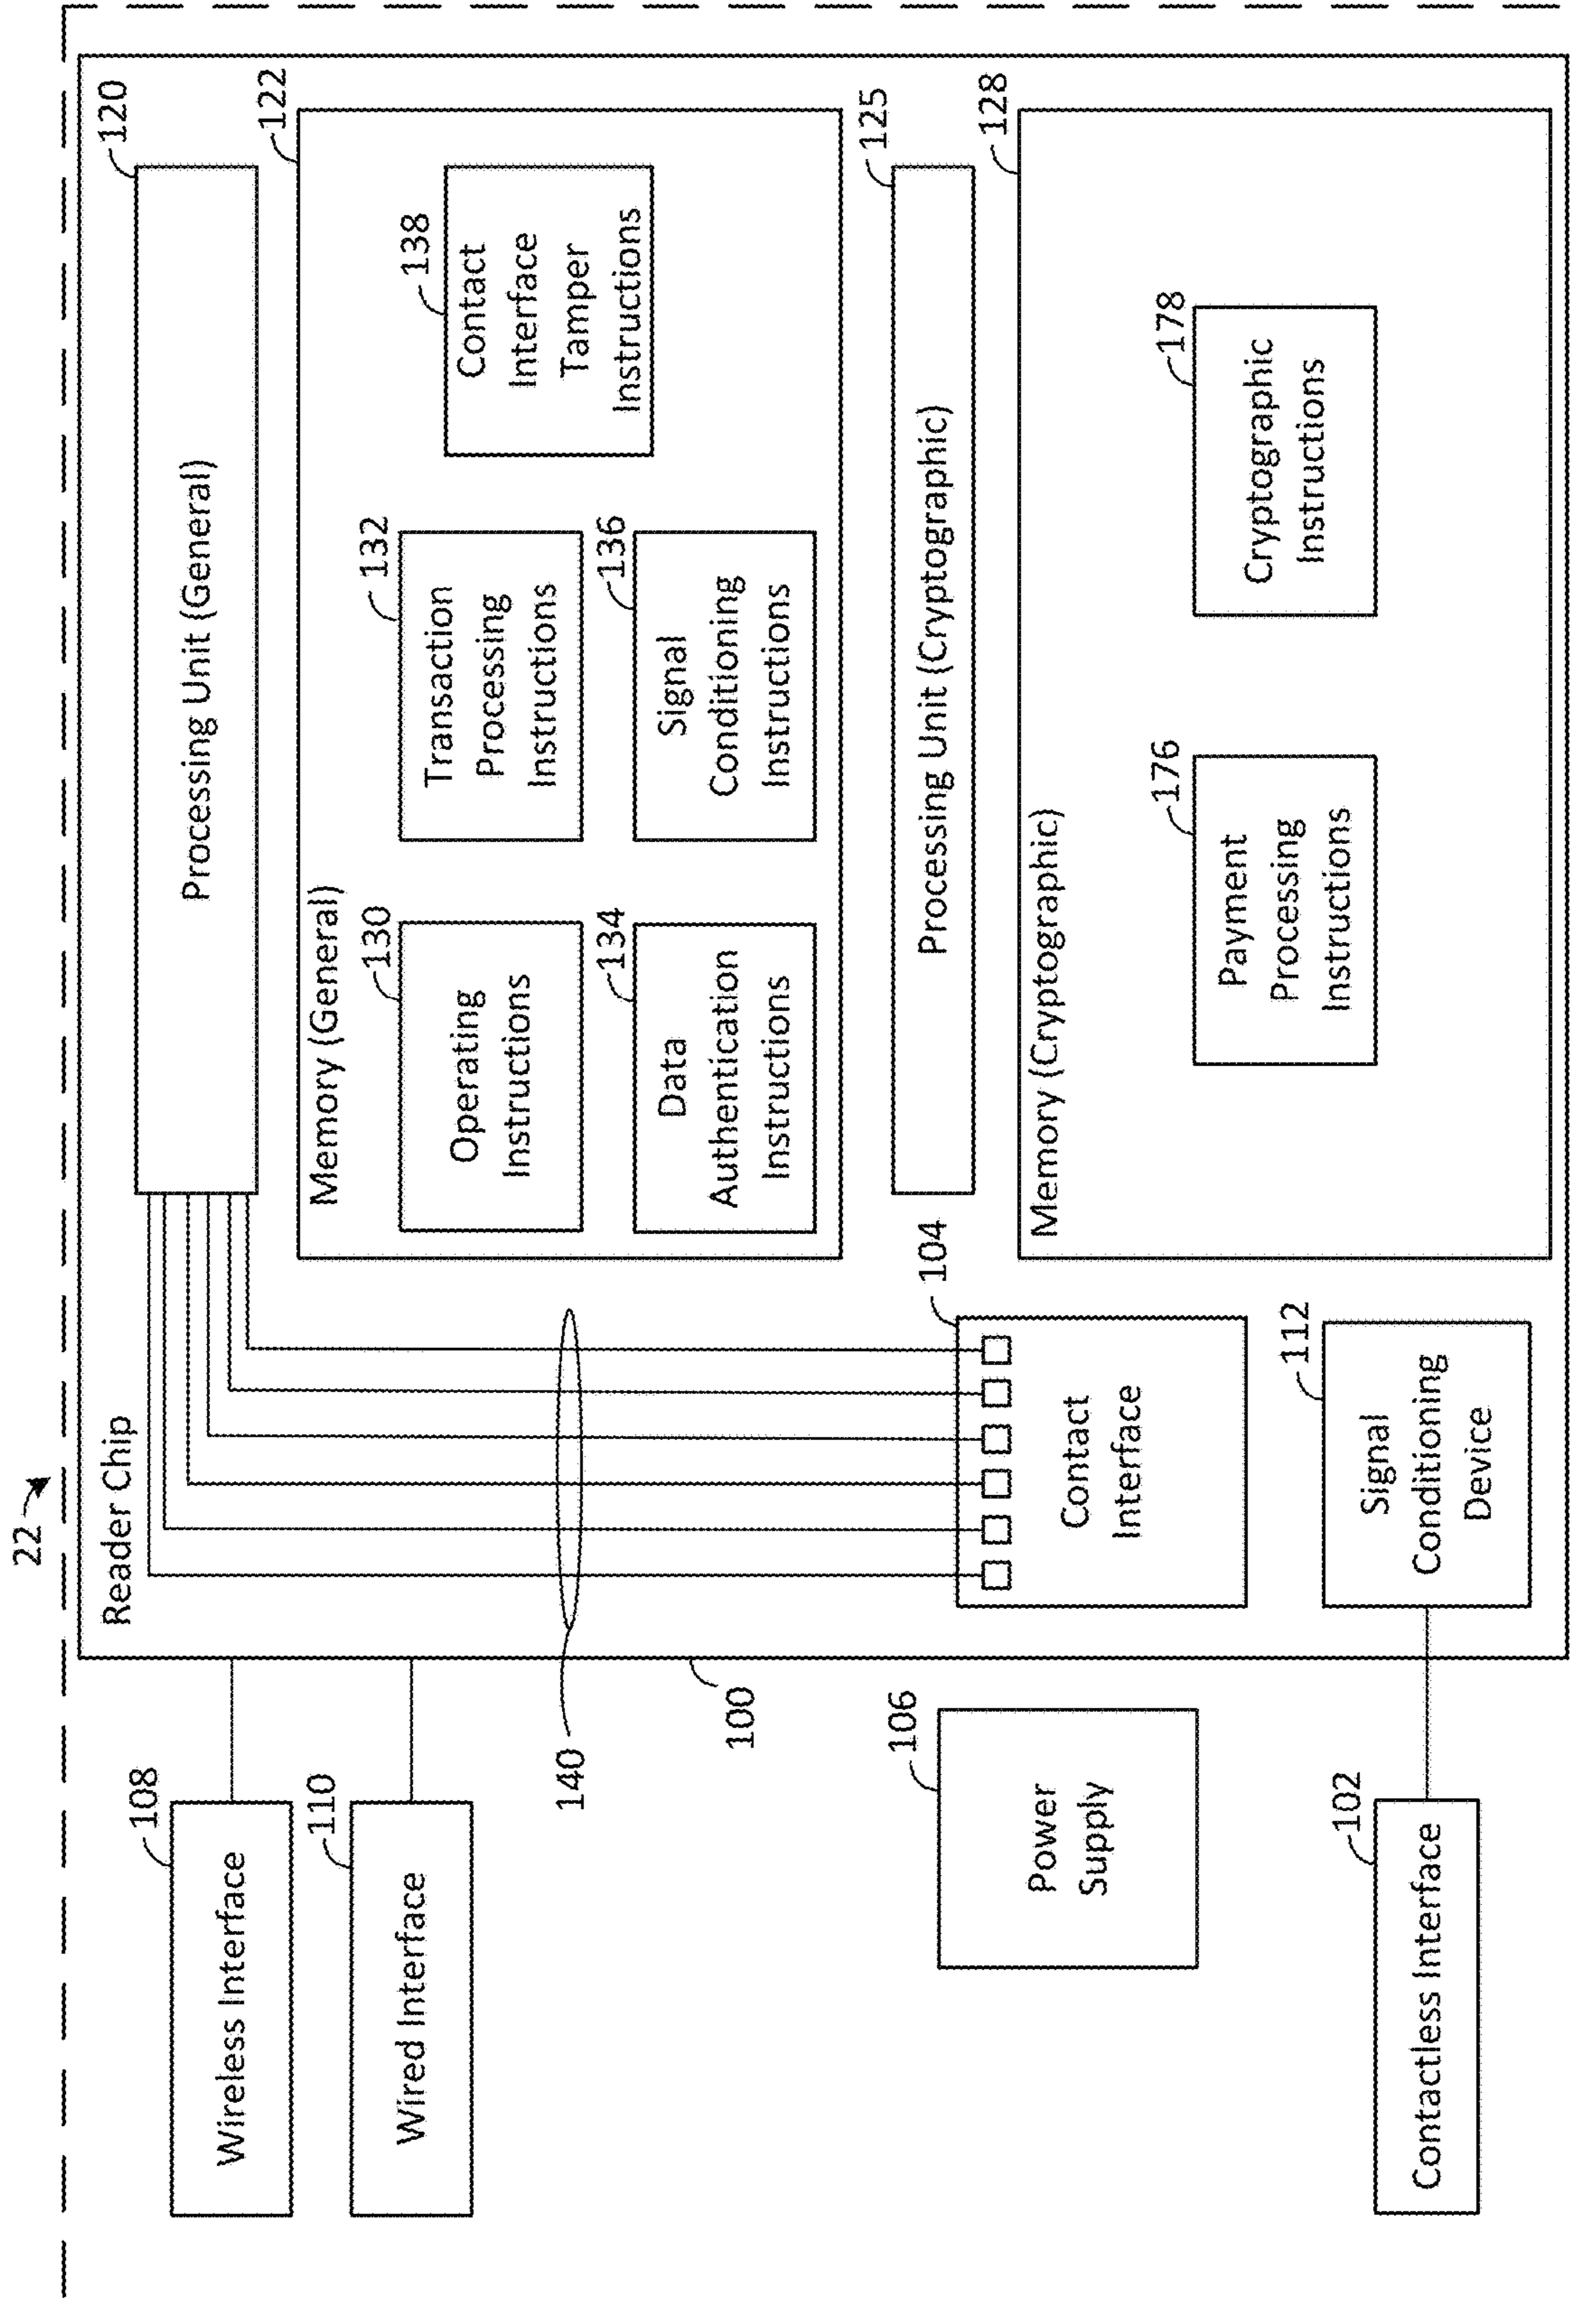 22
Reader Chip
120
Processing Unit (General)
122
Memory (General)
130
Operating
Instructions
132
Transaction
Processing
Instructions
134
Data
Authentication
Instructions
136
Signal
Conditioning
Instructions
138
Contact
Interface
Tamper
Instructions
125
Processing Unit (Cryptographic)
128
Memory (Cryptographic)
176
Payment
Processing
Instructions
178
Cryptographic
Instructions
104
Contact
Interface
112
Signal
Conditioning
Device
140
100
108
Wireless Interface
110
Wired Interface
106
Power
Supply
102
Contactless Interface